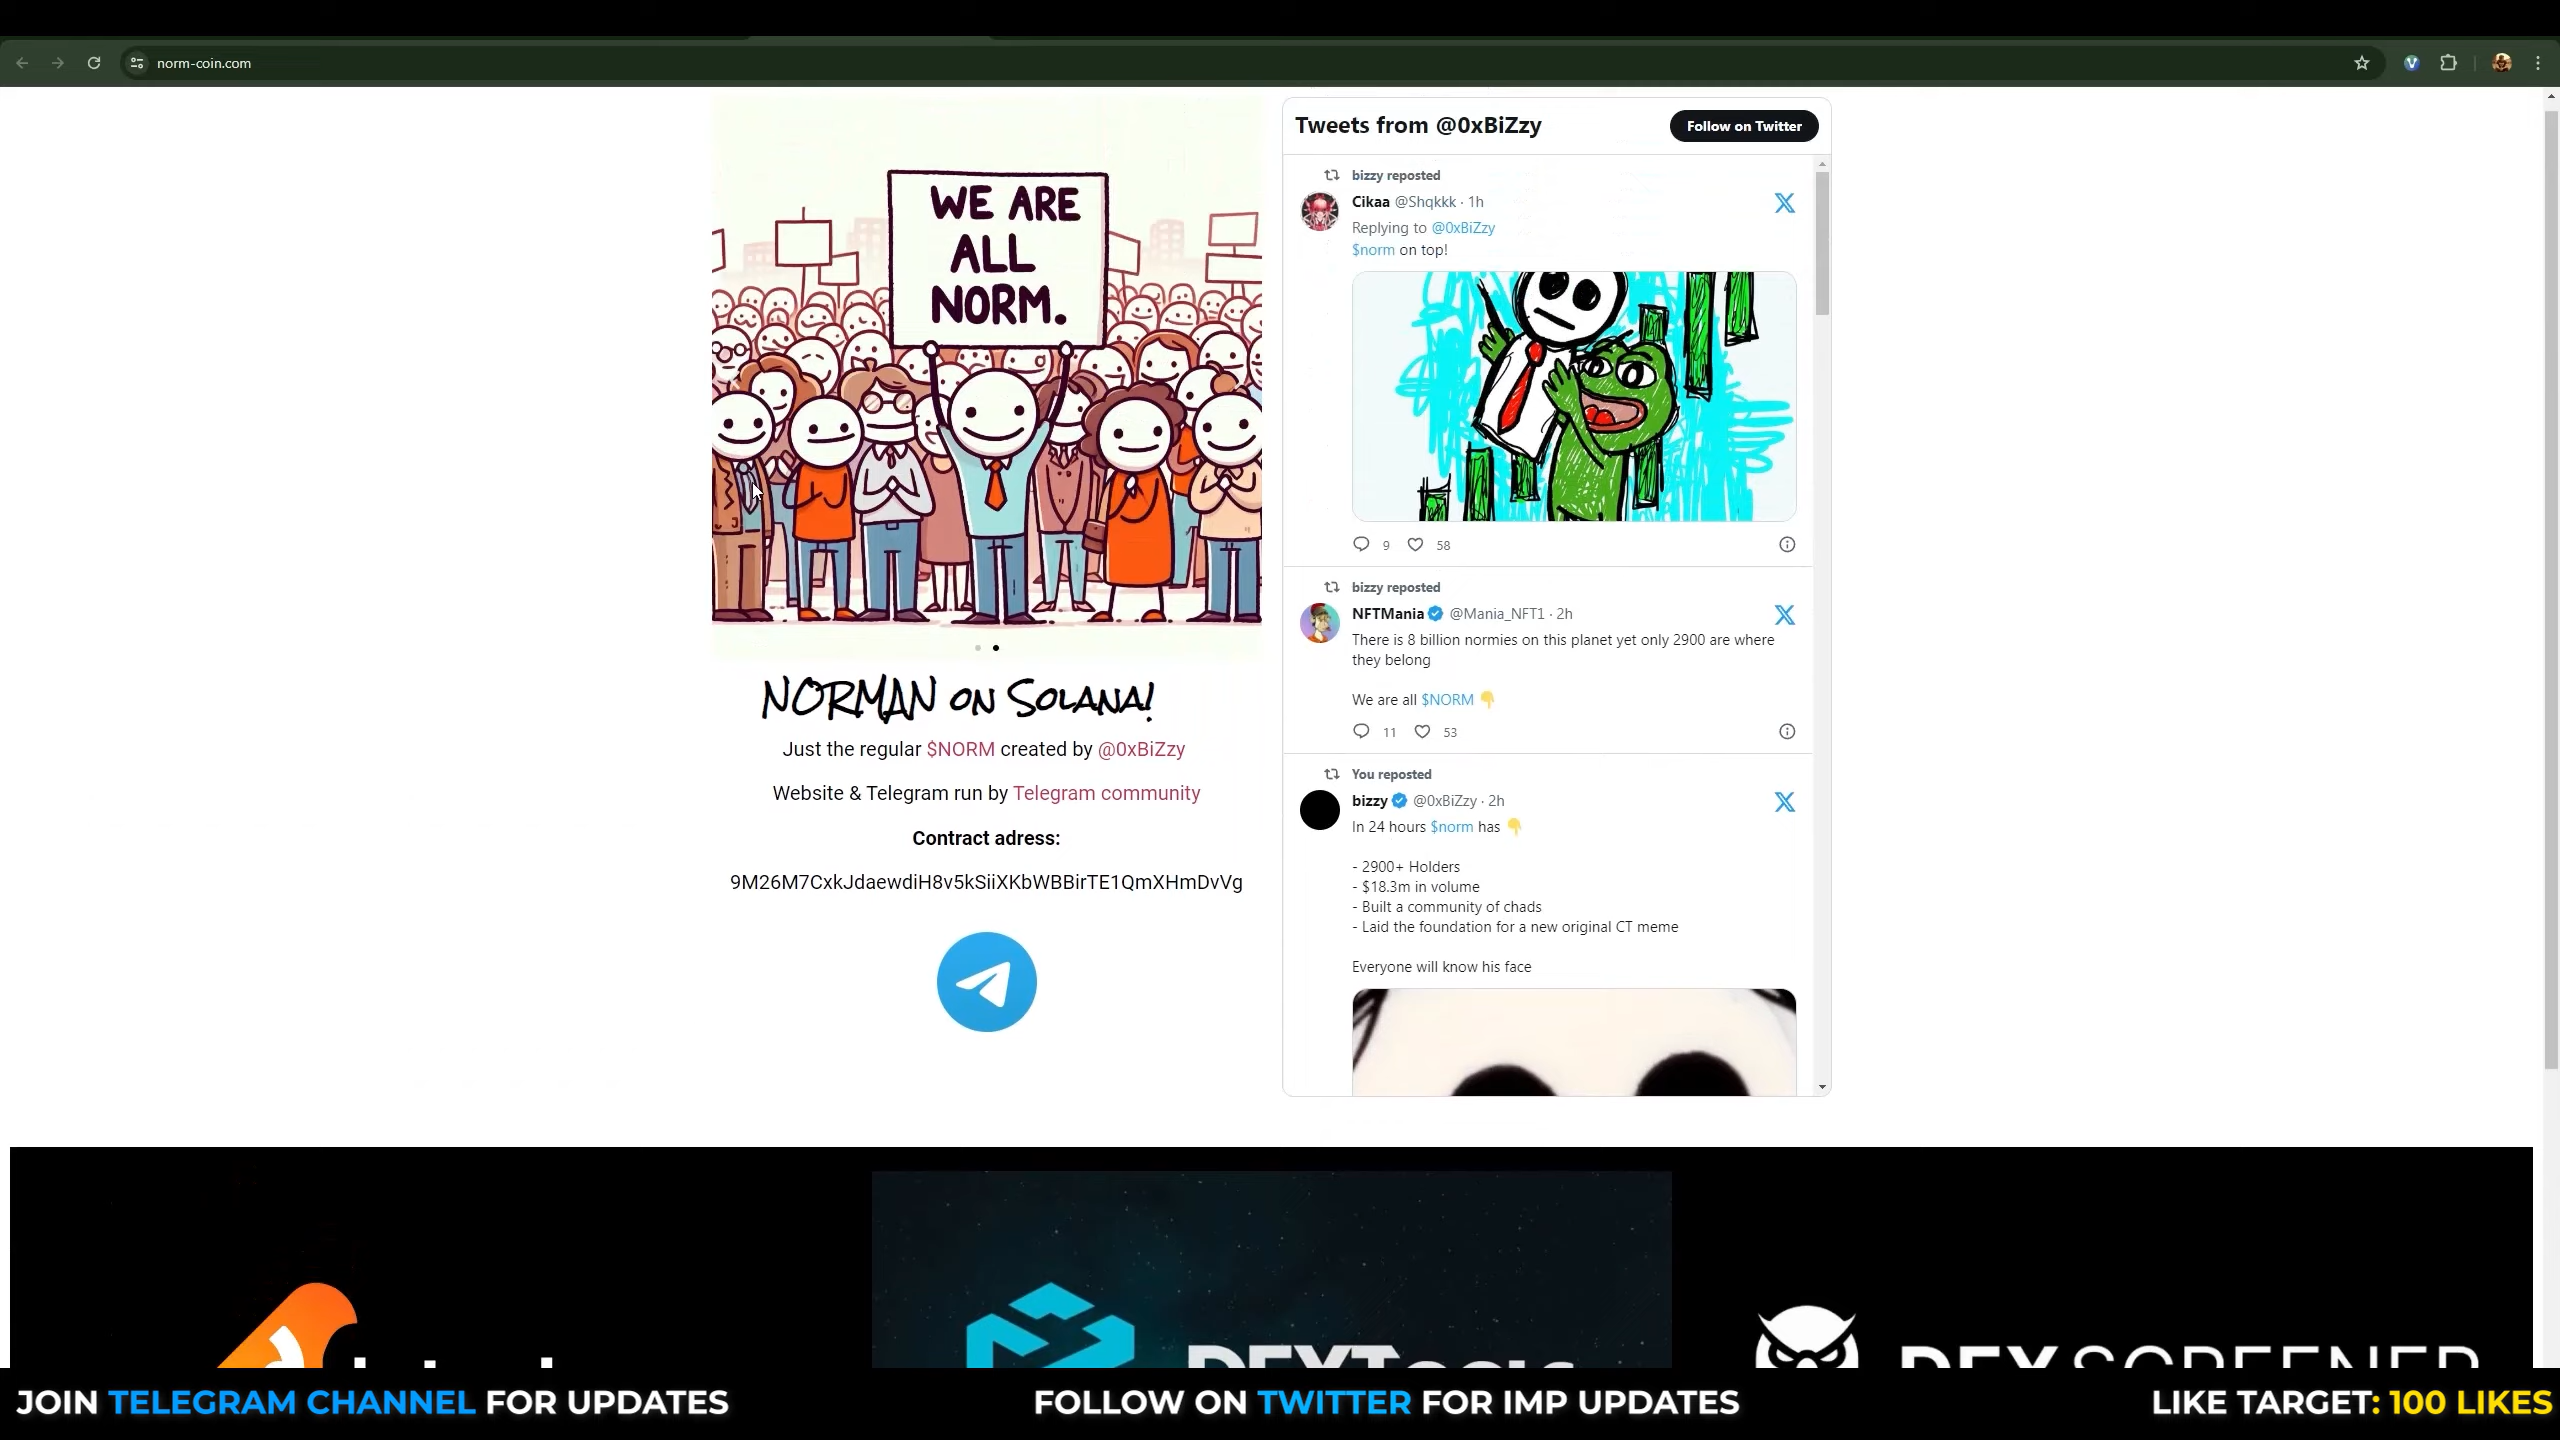 norm-coin.com
WE ARE
ALL
NORM.
NORMAN on Solana!
Just the regular $NORM created by @0xBiZzy
Website & Telegram run by Telegram community
Contract adress:
9M26M7CxkJdaewdiH8v5kSiiXKbWBBirTE1QmXHmDvVg
Tweets from @0xBiZzy
Follow on Twitter
bizzy reposted
Cikaa @Shqkkk · 1h
Replying to @0xBiZzy
$norm on top!
9 58
bizzy reposted
NFTMania @Mania_NFT1 · 2h
There is 8 billion normies on this planet yet only 2900 are where
they belong
We are all $NORM 👇
11 53
You reposted
bizzy @0xBiZzy · 2h
In 24 hours $norm has 👇
- 2900+ Holders
- $18.3m in volume
- Built a community of chads
- Laid the foundation for a new original CT meme
Everyone will know his face
DEXTools
DEX SCREENER
JOIN TELEGRAM CHANNEL FOR UPDATES
FOLLOW ON TWITTER FOR IMP UPDATES
LIKE TARGET: 100 LIKES